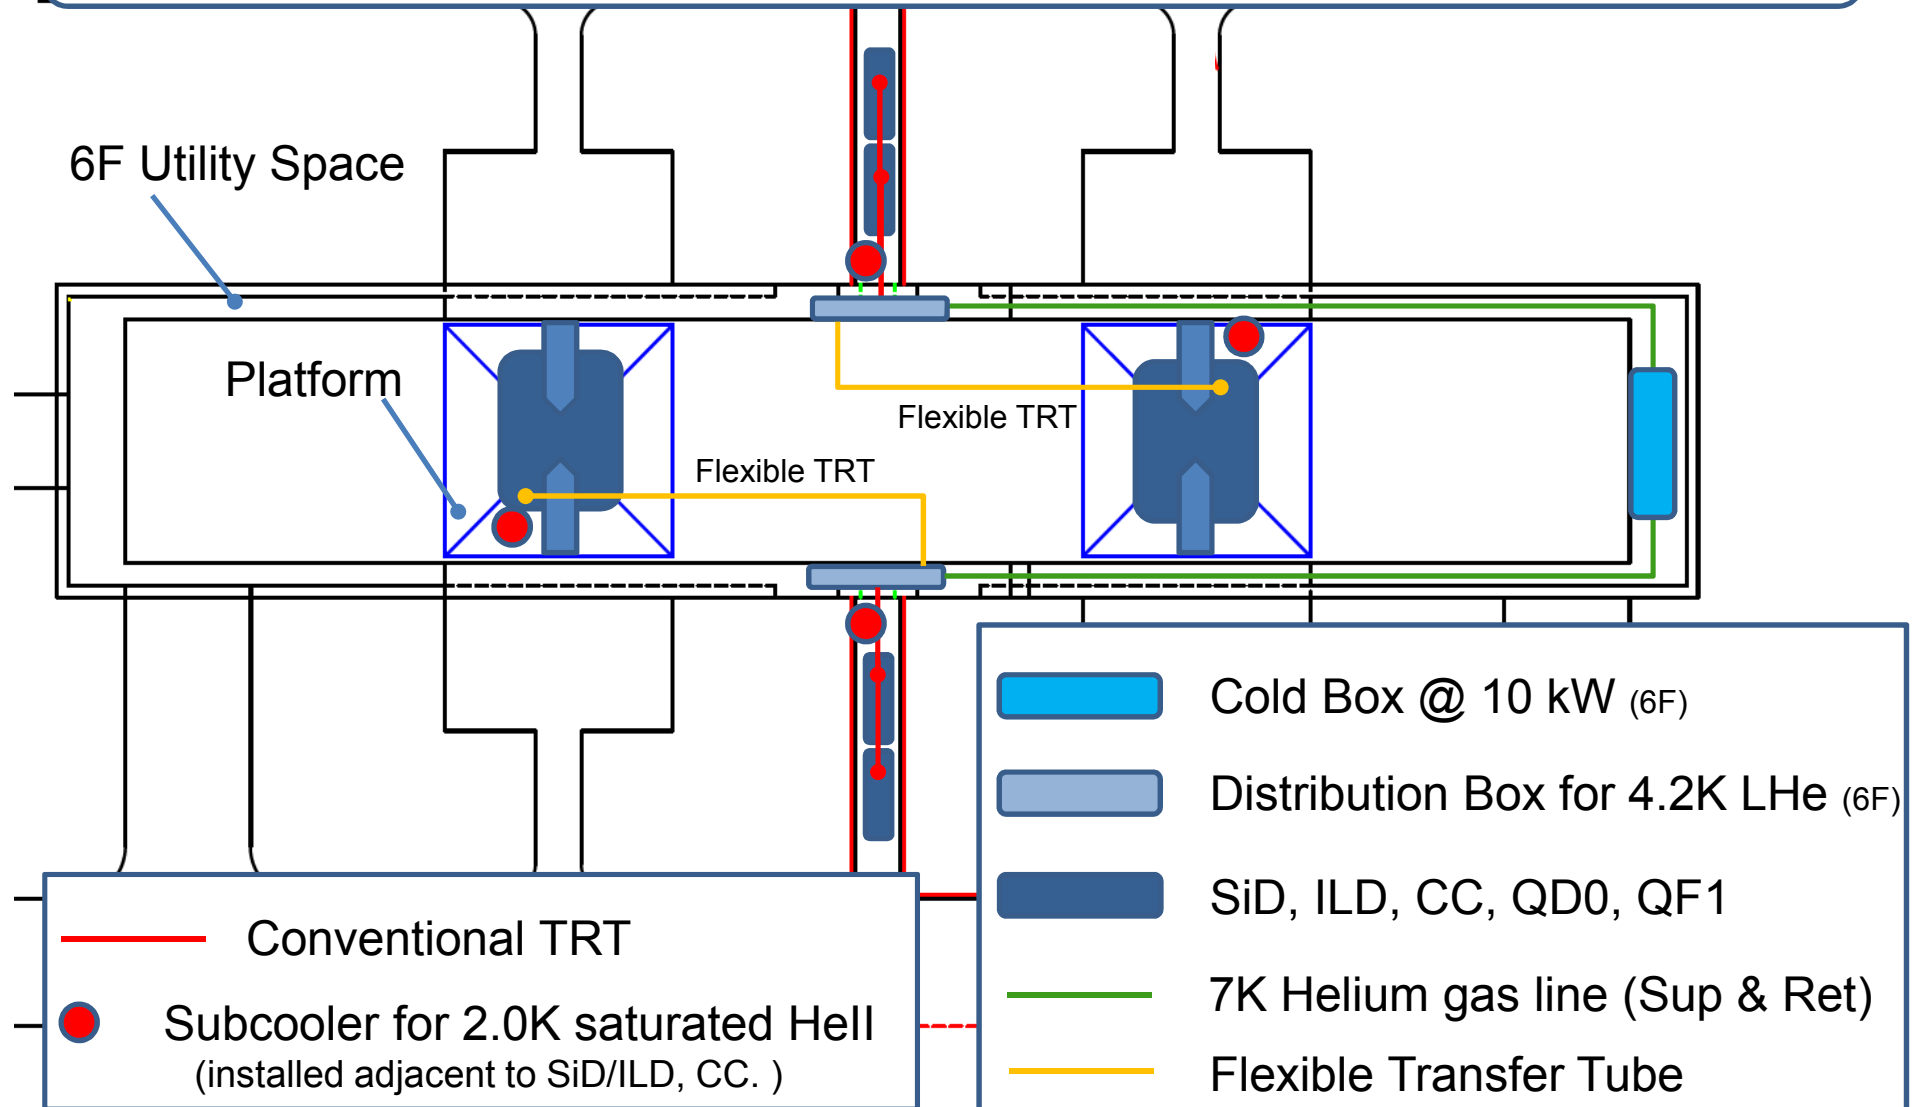 6F Utility Space
Platform
Flexible TRT
Flexible TRT
Conventional TRT
Subcooler for 2.0K saturated HeII
(installed adjacent to SiD/ILD, CC. )
Cold Box @ 10 kW (6F)
Distribution Box for 4.2K LHe (6F)
SiD, ILD, CC, QD0, QF1
7K Helium gas line (Sup & Ret)
Flexible Transfer Tube